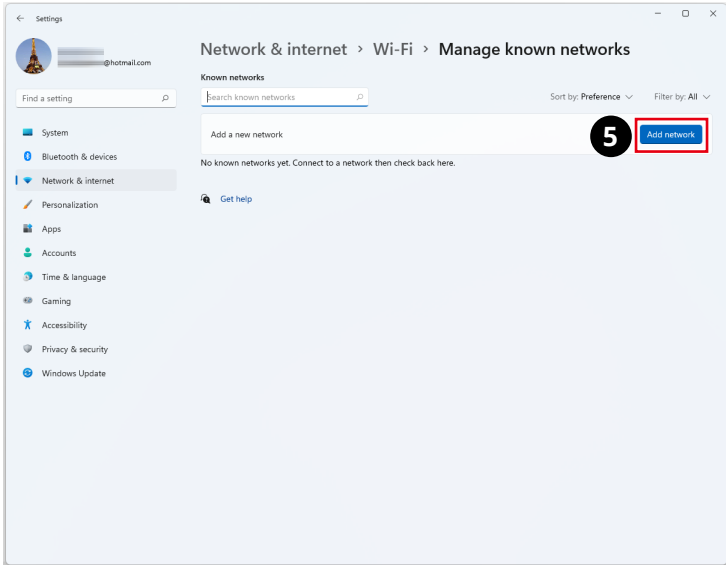 Settings
@hotmail.com
Network & internet > Wi-Fi > Manage known networks
Known networks
Find a setting
Search known networks
Sort by: Preference
Filter by: All
System
Add a new network
5
Add network
Bluetooth & devices
No known networks yet. Connect to a network then check back here.
Network & internet
Personalization
Get help
Apps
Accounts
Time & language
Gaming
Accessibility
Privacy & security
Windows Update